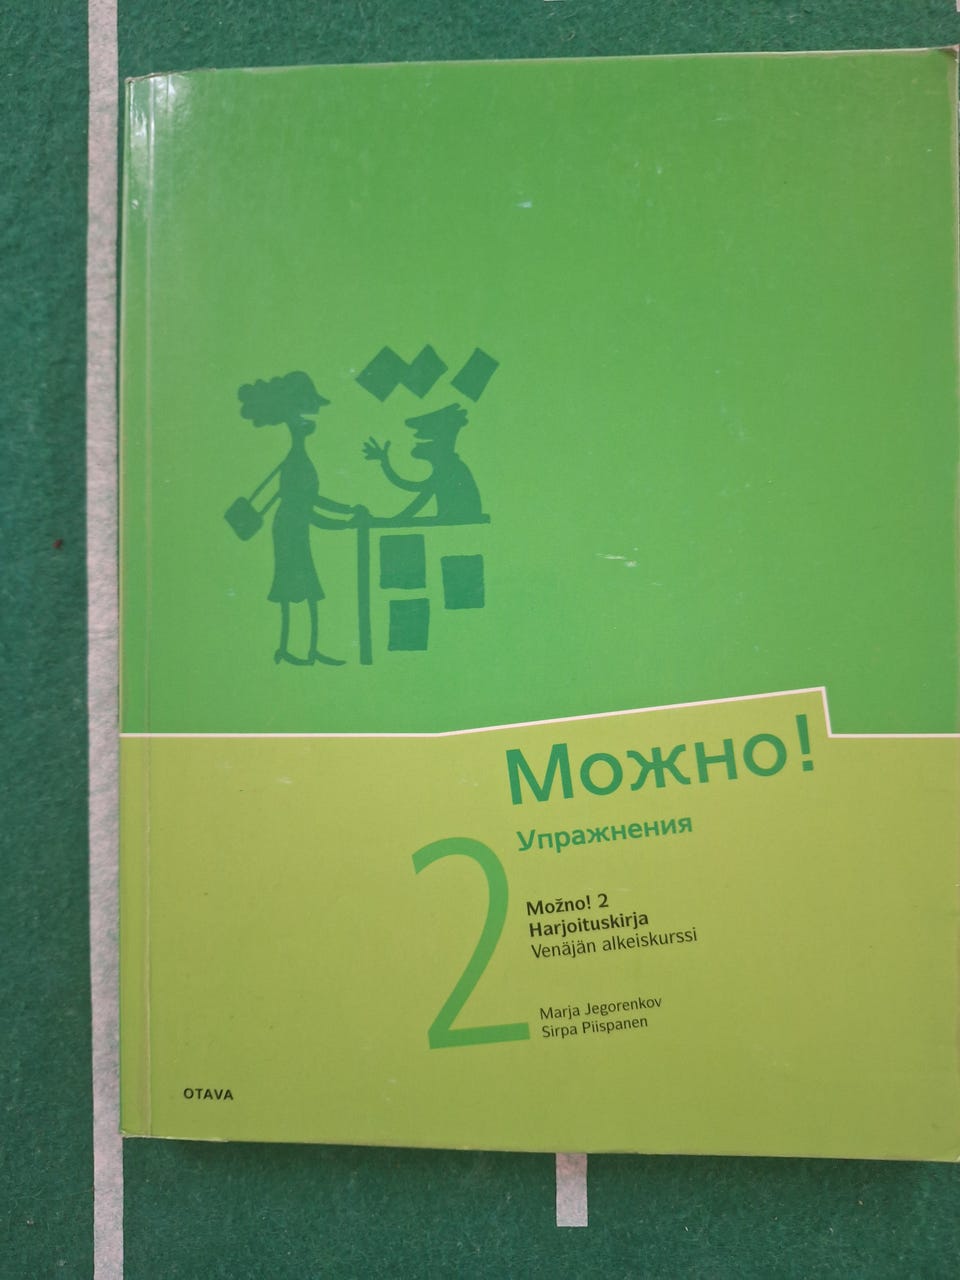 Можно!
Упражнения
2
Možno! 2
Harjoituskirja
Venäjän alkeiskurssi
Marja Jegorenkov
Sirpa Piispanen
OTAVA